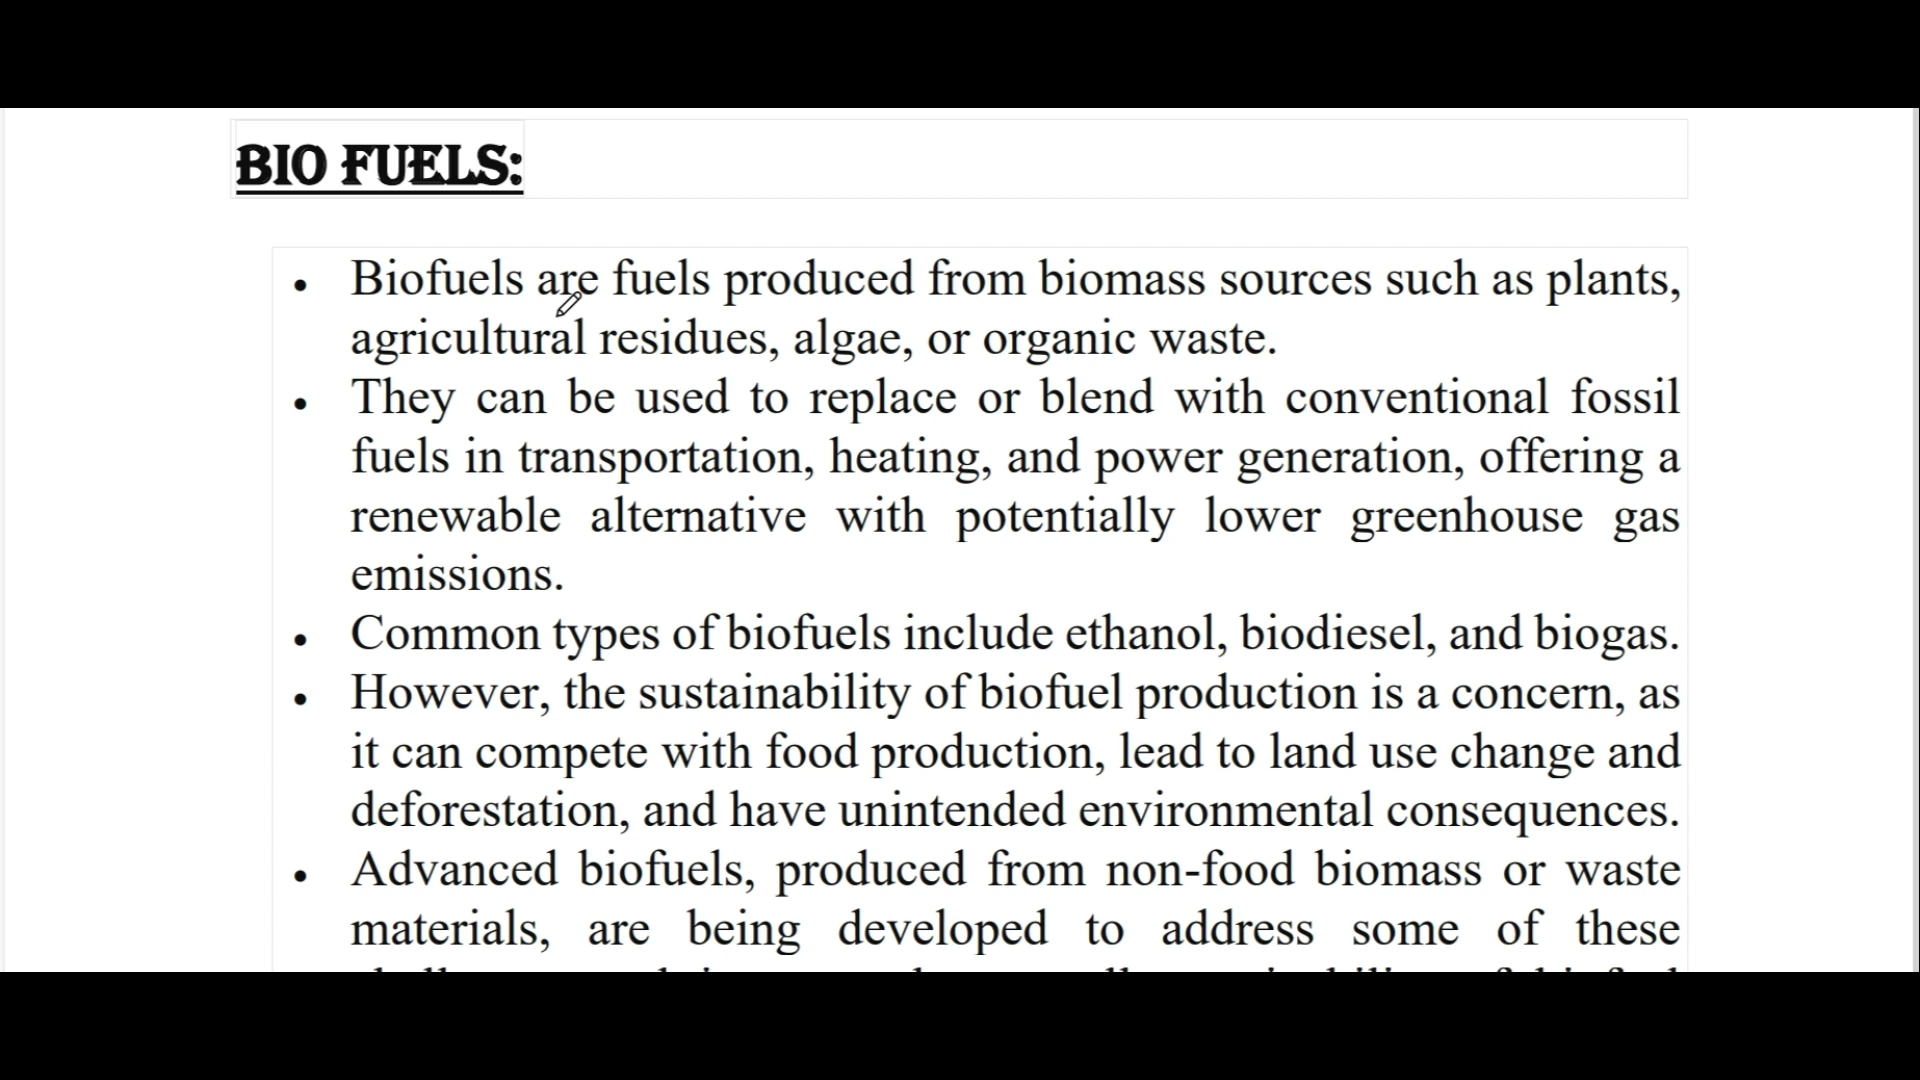 BIO FUELS:
• Biofuels are fuels produced from biomass sources such as plants,
agricultural residues, algae, or organic waste.
• They can be used to replace or blend with conventional fossil
fuels in transportation, heating, and power generation, offering a
renewable alternative with potentially lower greenhouse gas
emissions.
• Common types of biofuels include ethanol, biodiesel, and biogas.
• However, the sustainability of biofuel production is a concern, as
it can compete with food production, lead to land use change and
deforestation, and have unintended environmental consequences.
• Advanced biofuels, produced from non-food biomass or waste
materials, are being developed to address some of these